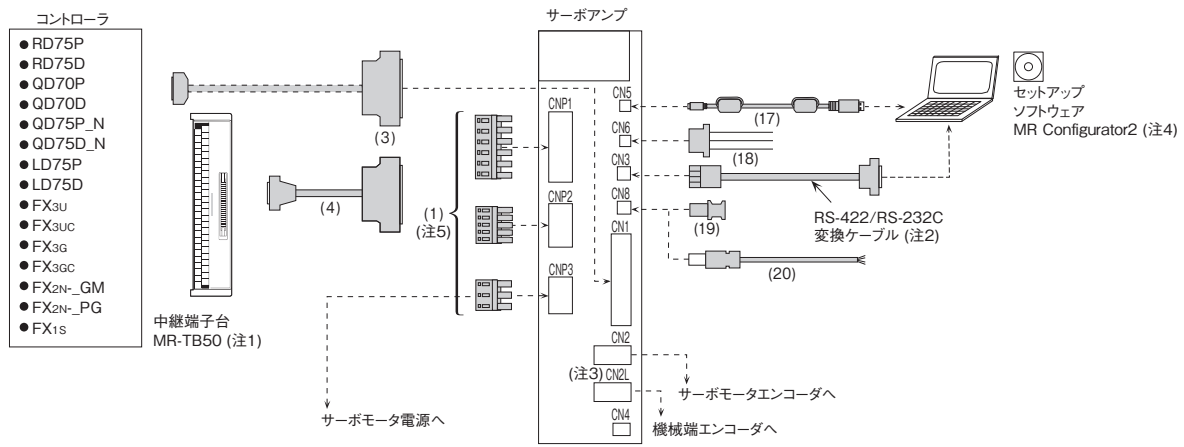 コントローラ
● RD75P
● RD75D
● QD70P
● QD70D
● QD75P_N
● QD75D_N
● LD75P
● LD75D
● FX3U
● FX3UC
● FX3G
● FX3GC
● FX2N-_GM
● FX2N-_PG
● FX1S
中継端子台
MR-TB50 (注1)
(3)
(4)
(1)
(注5)
サーボモータ電源へ
サーボアンプ
CNP1
CNP2
CNP3
CN5
CN6
CN3
CN8
CN1
CN2
(注3)
CN2L
CN4
(17)
(18)
RS-422/RS-232C
変換ケーブル (注2)
(19)
(20)
サーボモータエンコーダへ
機械端エンコーダへ
セットアップ
ソフトウェア
MR Configurator2 (注4)